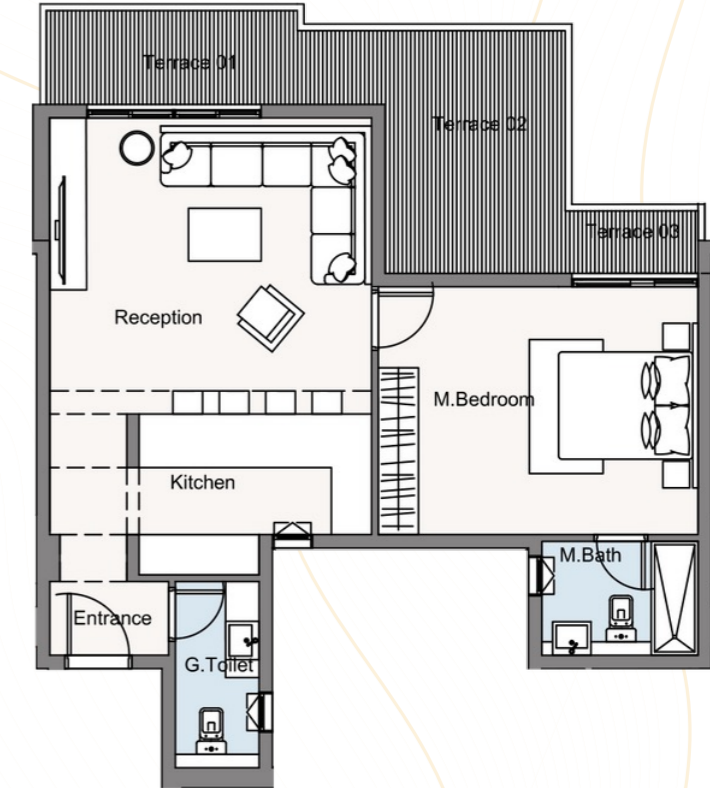 Terrace 01
Terrace 02
Terrace 03
Reception
M.Bedroom
Kitchen
M.Bath
Entrance
G.Toilet